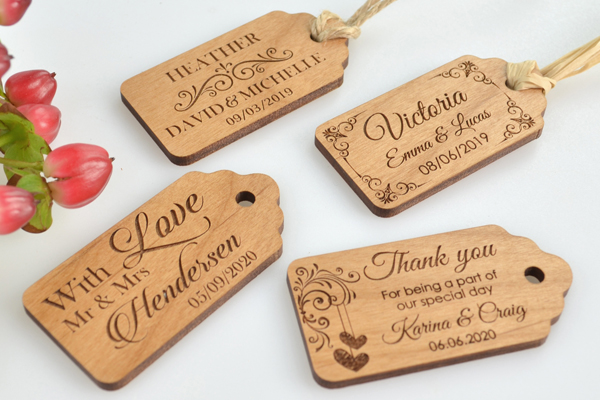 HEATHER
DAVID & MICHELLE
09/03/2019
Victoria
Emma & Lucas
08/06/2019
With Love
Mr & Mrs
Hendersen
05/09/2020
Thank you
For being a part of
our special day
Karina & Craig
06.06.2020